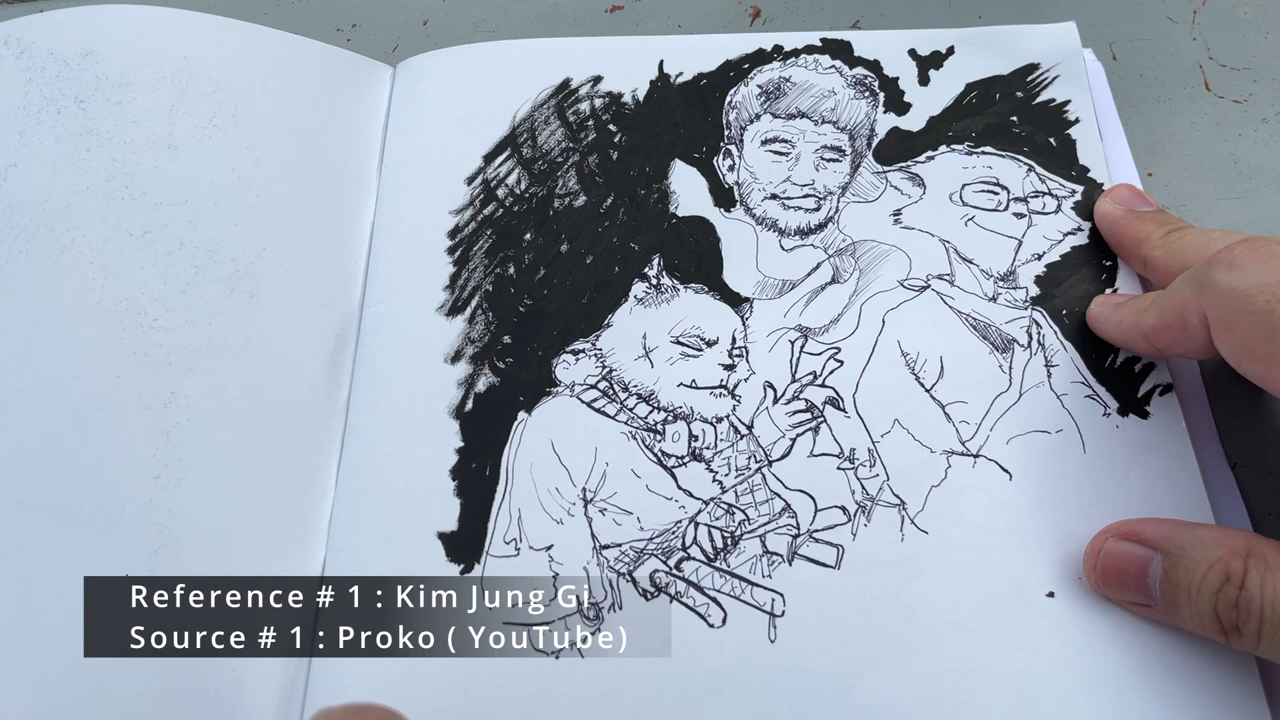 Reference # 1 : Kim Jung Gi
Source # 1 : Proko ( YouTube)